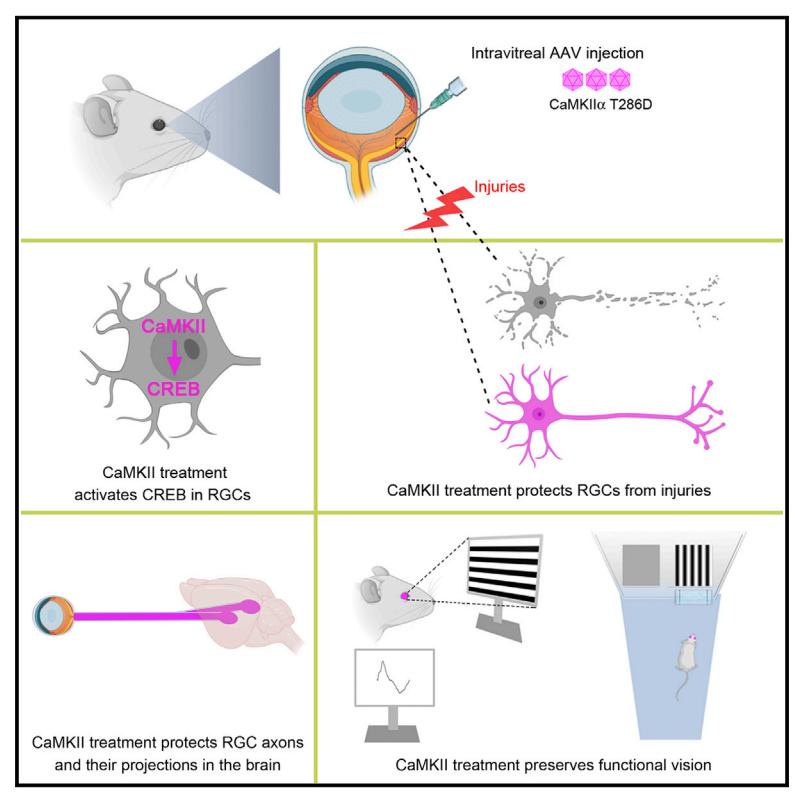 Intravitreal AAV injection
CaMKIIα T286D
Injuries
CaMKII
CREB
CaMKII treatment
activates CREB in RGCs
CaMKII treatment protects RGCs from injuries
CaMKII treatment protects RGC axons
and their projections in the brain
CaMKII treatment preserves functional vision